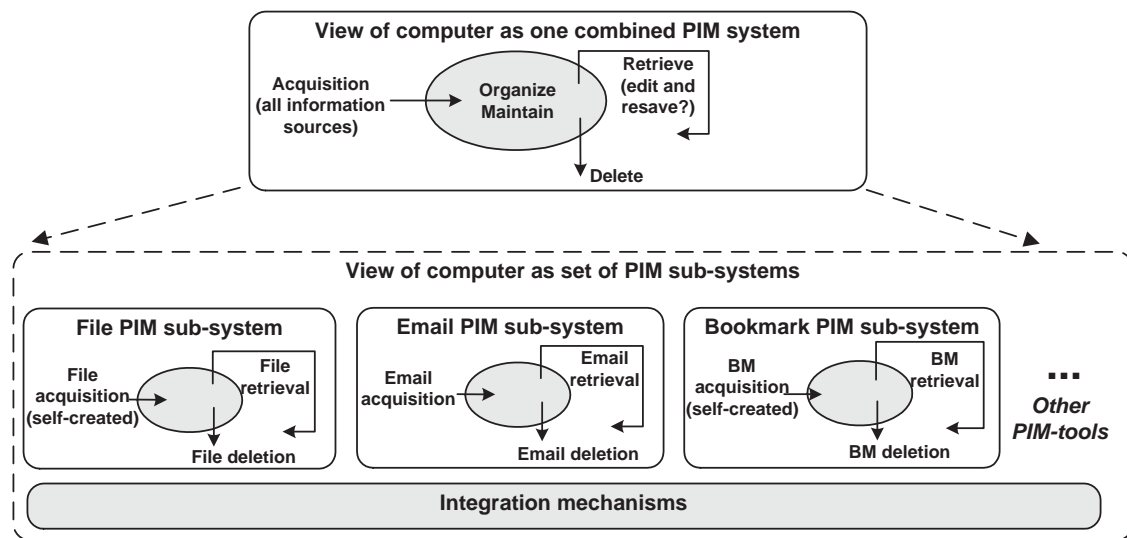 View of computer as one combined PIM system
Acquisition
(all information
sources)
Organize
Maintain
Retrieve
(edit and
resave?)
Delete
View of computer as set of PIM sub-systems
File PIM sub-system
File
acquisition
(self-created)
File
retrieval
File deletion
Email PIM sub-system
Email
acquisition
Email
retrieval
Email deletion
Bookmark PIM sub-system
BM
acquisition
(self-created)
BM
retrieval
BM deletion
...
Other
PIM-tools
Integration mechanisms